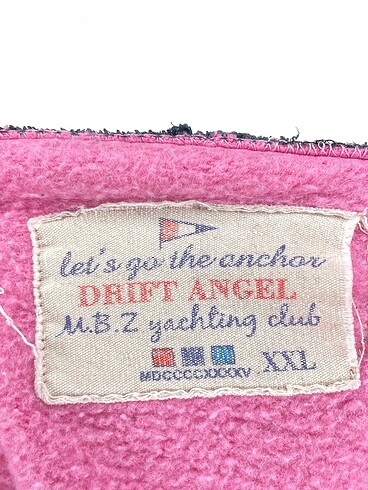 let's go the anchor
DRIFT ANGEL
M.B.Z yachting club
XXL
MDCCCCXXXXV